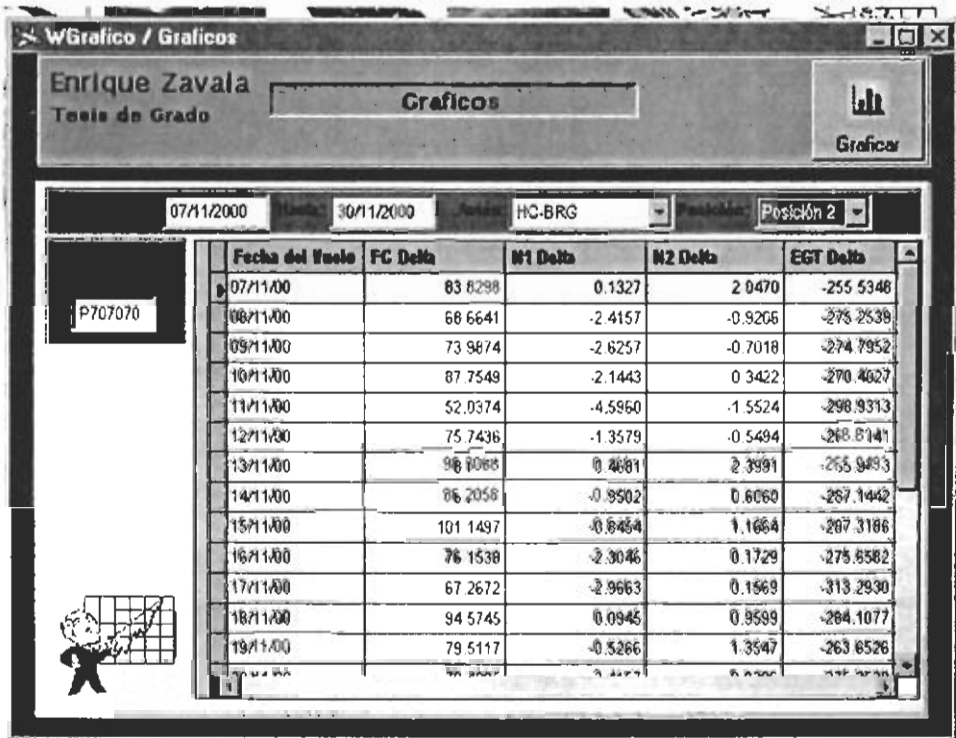 WGrafico / Graficos
Enrique Zavala
Tesis de Grado
Graficos
Graficar
07/11/2000 Hasta: 30/11/2000 HC-BRG Posición: Posición 2
P707070
Fecha del Vuelo FC Delta N1 Delta N2 Delta EGT Delta
07/11/00 83.8298 0.1327 2.0470 -255.5348
08/11/00 68.6641 -2.4157 -0.9206 -275.2539
09/11/00 73.9874 -2.6257 -0.7018 -274.7952
10/11/00 87.7549 -2.1443 0.3422 -270.4027
11/11/00 52.0374 -4.5960 -1.5524 -298.9313
12/11/00 75.7436 -1.3579 -0.5494
13/11/00 0.4681 2.3991
14/11/00 86.2058 -0.9502 0.6060 -287.1442
15/11/00 101.1497 -0.8454 1.1664 -287.3186
16/11/00 76.1538 -2.3046 0.1729 -275.6582
17/11/00 67.2672 -2.9663 0.1569 -313.2930
18/11/00 94.5745 0.0945 0.9599 -284.1077
19/11/00 79.5117 -0.5266 1.3547 -263.6526